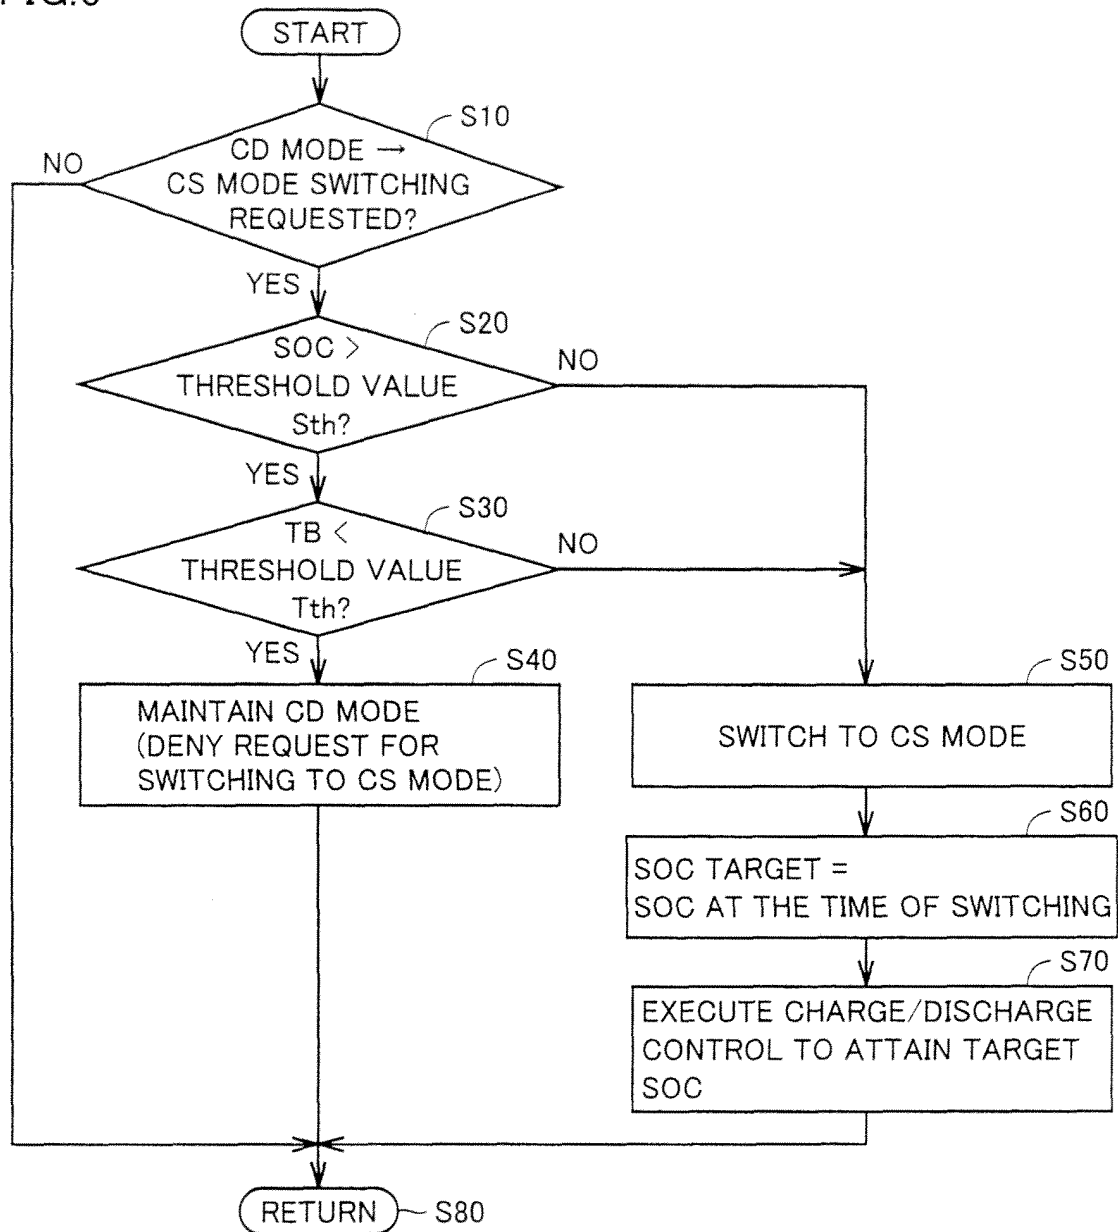 START
S10
CD MODE →
CS MODE SWITCHING
REQUESTED?
NO
YES
S20
SOC >
THRESHOLD VALUE
Sth?
NO
YES
S30
TB <
THRESHOLD VALUE
Tth?
NO
YES
S40
MAINTAIN CD MODE
(DENY REQUEST FOR
SWITCHING TO CS MODE)
S50
SWITCH TO CS MODE
S60
SOC TARGET =
SOC AT THE TIME OF SWITCHING
S70
EXECUTE CHARGE/DISCHARGE
CONTROL TO ATTAIN TARGET
SOC
RETURN
S80